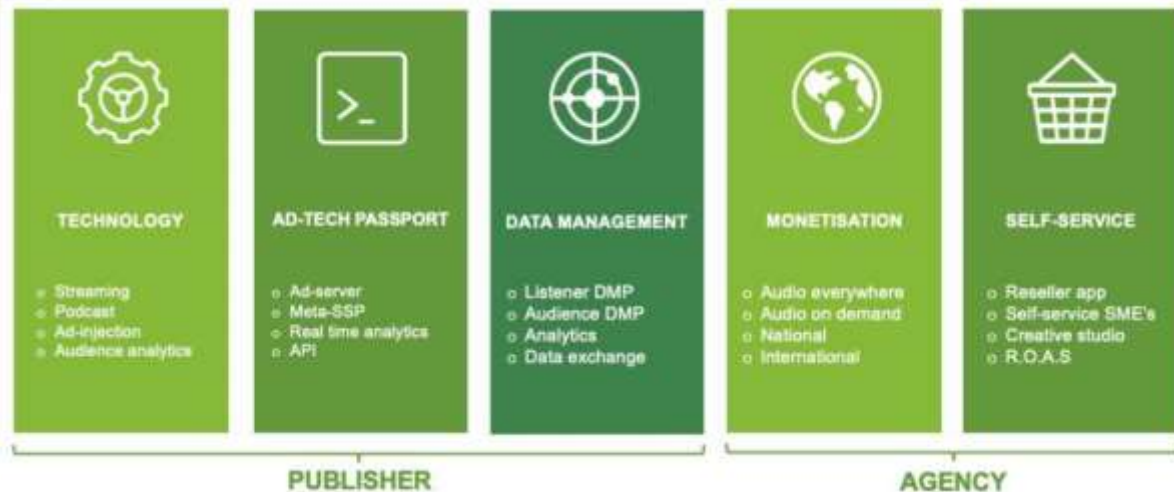 TECHNOLOGY
Streaming
Podcast
Ad-injection
Audience analytics
>_
AD-TECH PASSPORT
Ad-server
Meta-SSP
Real time analytics
API
DATA MANAGEMENT
Listener DMP
Audience DMP
Analytics
Data exchange
MONETISATION
Audio everywhere
Audio on demand
National
International
SELF-SERVICE
Reseller app
Self-service SME's
Creative studio
R.O.A.S
PUBLISHER
AGENCY